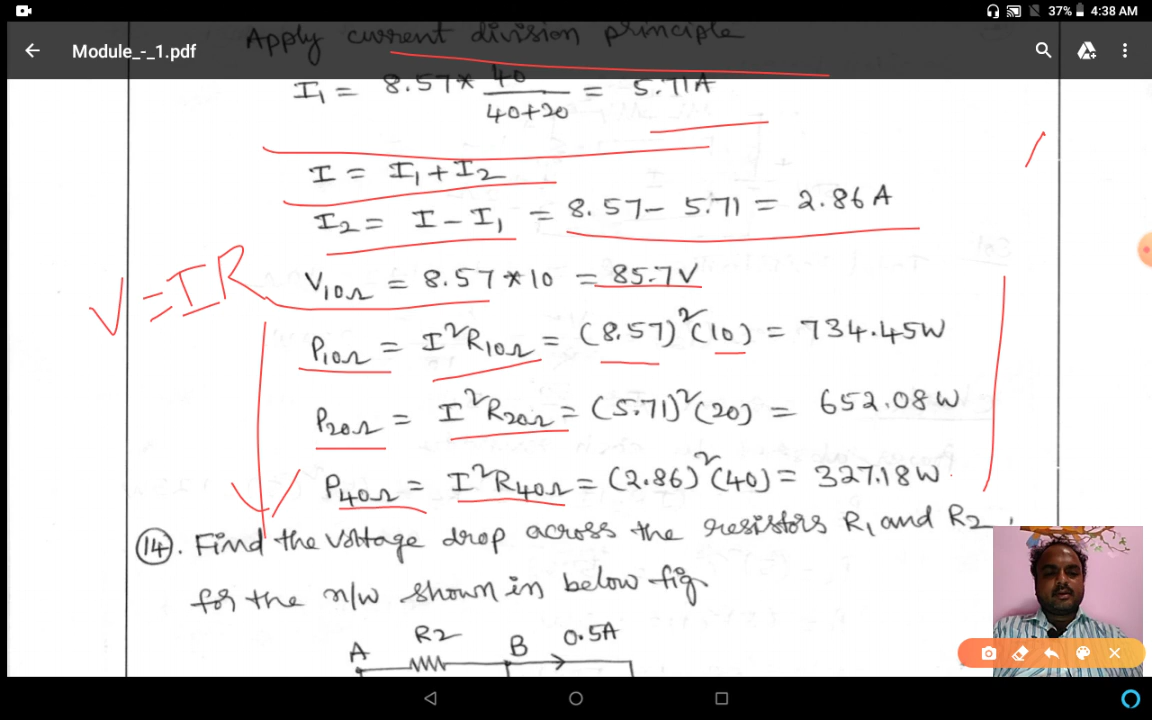 37% 4:38 AM
Module_-_1.pdf
Apply current division principle
I1 = 8.57* 40/40+20 = 5.71A
I = I1+I2
I2 = I - I1 = 8.57- 5.71 = 2.86A
V=IR
V10Ω = 8.57*10 = 85.7V
P10Ω = I²R10Ω = (8.57)²(10) = 734.45W
P20Ω = I²R20Ω = (5.71)²(20) = 652.08W
P40Ω = I²R40Ω = (2.86)²(40) = 327.18W.
(14). Find the voltage drop across the resistors R1 and R2,
for the n/w shown in below fig
A R2 B 0.5A